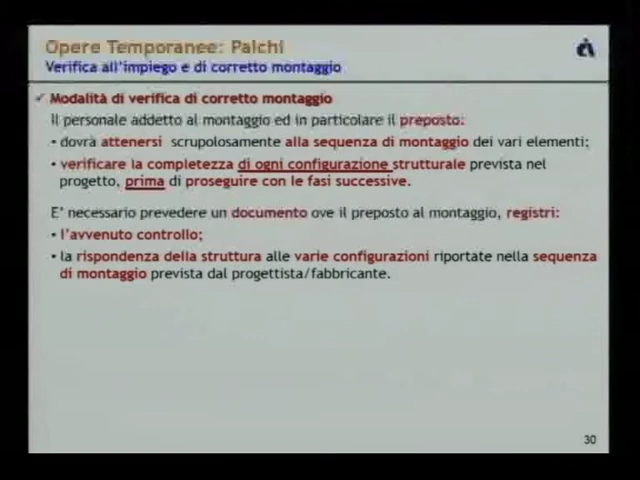 Opere Temporanee: Palchi
Verifica all'impiego e di corretto montaggio
✓ Modalità di verifica di corretto montaggio
Il personale addetto al montaggio ed in particolare il preposto:
• dovrà attenersi scrupolosamente alla sequenza di montaggio dei vari elementi;
• verificare la completezza di ogni configurazione strutturale prevista nel
progetto, prima di proseguire con le fasi successive.
E' necessario prevedere un documento ove il preposto al montaggio, registri:
• l'avvenuto controllo;
• la rispondenza della struttura alle varie configurazioni riportate nella sequenza
di montaggio prevista dal progettista/fabbricante.
30